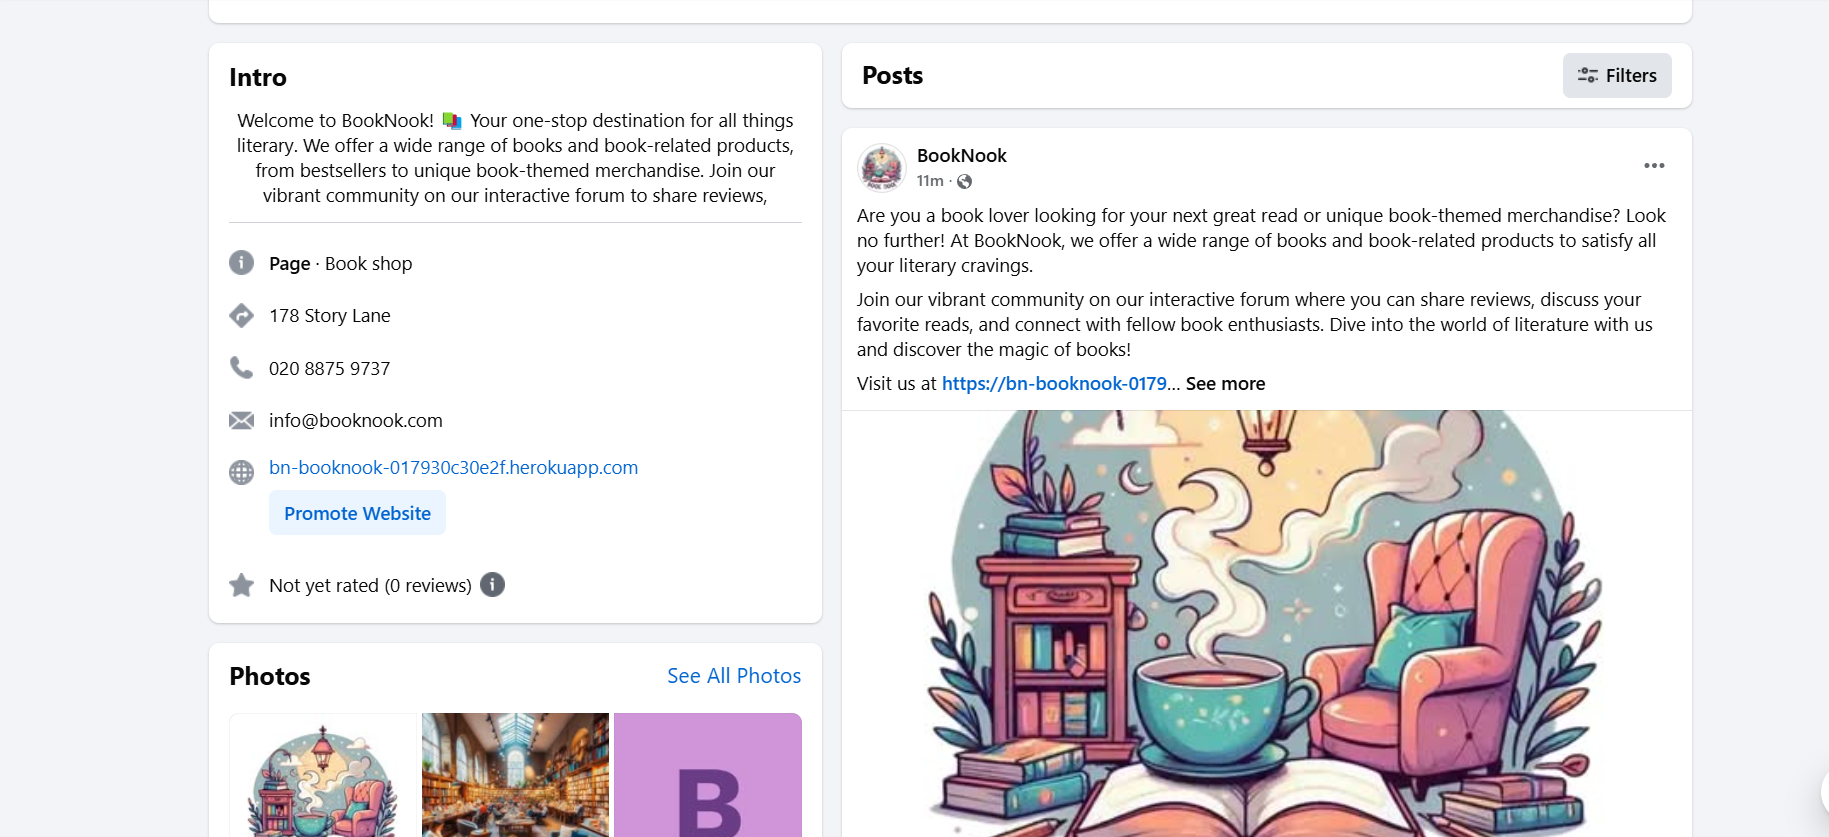 Intro
Welcome to BookNook! 📚 Your one-stop destination for all things
literary. We offer a wide range of books and book-related products,
from bestsellers to unique book-themed merchandise. Join our
vibrant community on our interactive forum to share reviews,
Page · Book shop
178 Story Lane
020 8875 9737
info@booknook.com
bn-booknook-017930c30e2f.herokuapp.com
Promote Website
Not yet rated (0 reviews)
Photos
See All Photos
B
Posts
Filters
BookNook
11m ·
Are you a book lover looking for your next great read or unique book-themed merchandise? Look
no further! At BookNook, we offer a wide range of books and book-related products to satisfy all
your literary cravings.
Join our vibrant community on our interactive forum where you can share reviews, discuss your
favorite reads, and connect with fellow book enthusiasts. Dive into the world of literature with us
and discover the magic of books!
Visit us at https://bn-booknook-0179... See more